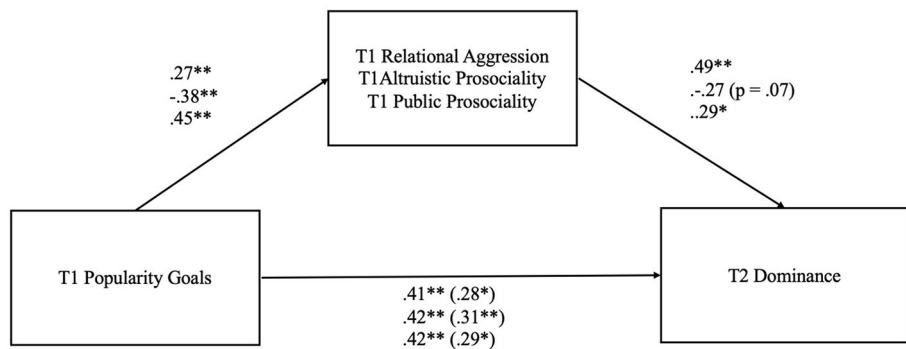 T1 Relational Aggression
T1Altruistic Prosociality
T1 Public Prosociality
.27**
-.38**
.45**
.49**
.-.27 (p = .07)
..29*
T1 Popularity Goals
T2 Dominance
.41** (.28*)
.42** (.31**)
.42** (.29*)